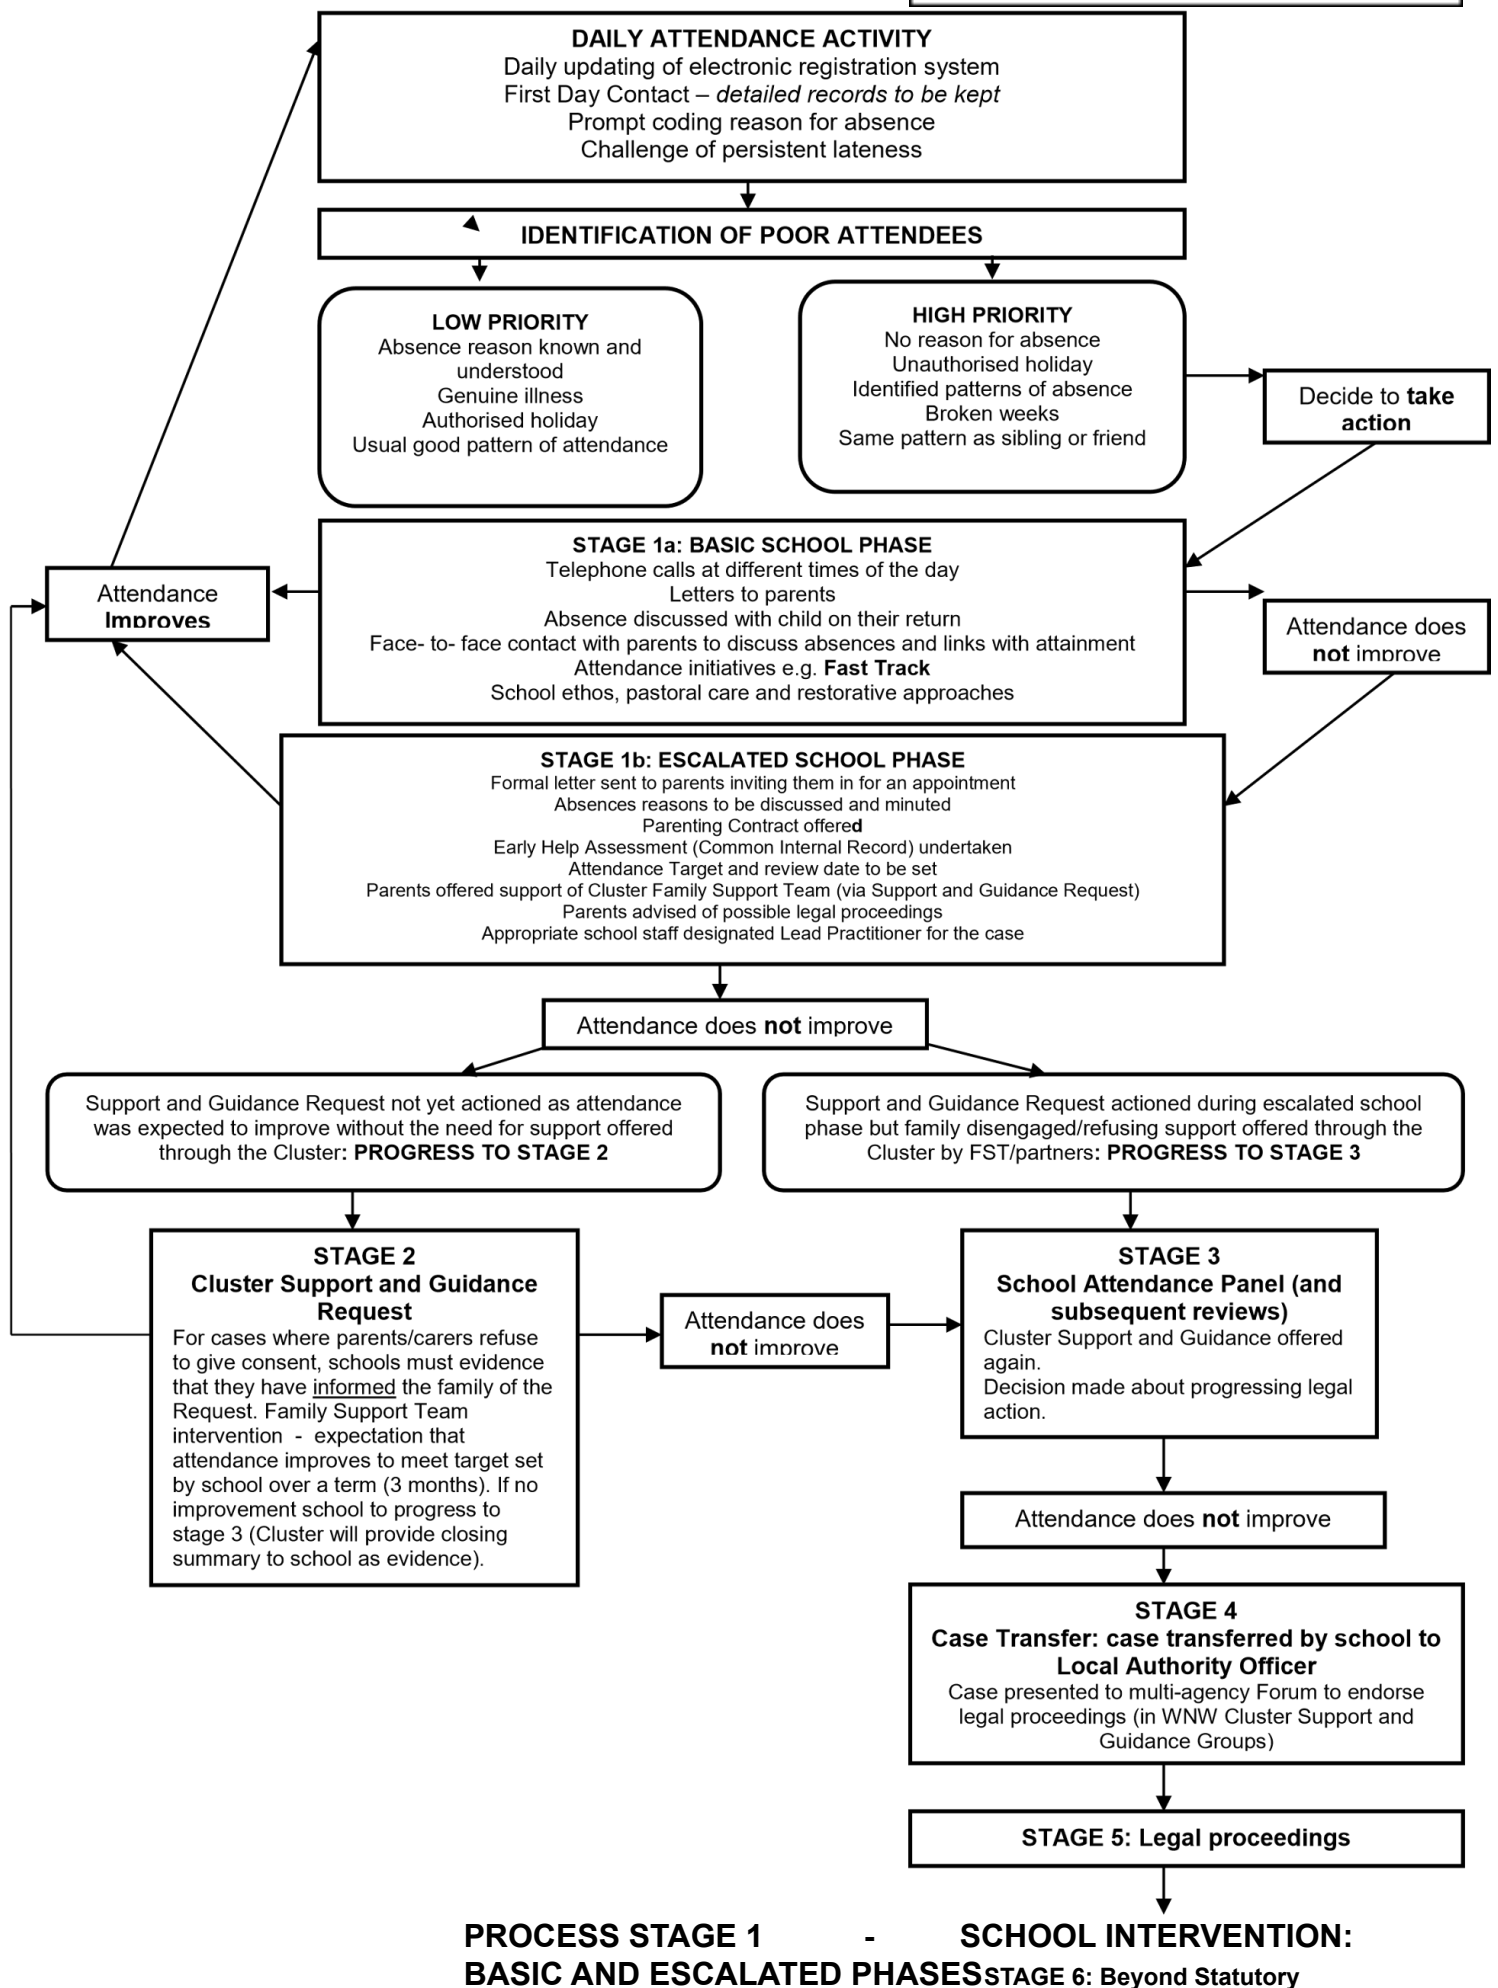 DAILY ATTENDANCE ACTIVITY
Daily updating of electronic registration system
First Day Contact – detailed records to be kept
Prompt coding reason for absence
Challenge of persistent lateness
IDENTIFICATION OF POOR ATTENDEES
LOW PRIORITY
Absence reason known and
understood
Genuine illness
Authorised holiday
Usual good pattern of attendance
HIGH PRIORITY
No reason for absence
Unauthorised holiday
Identified patterns of absence
Broken weeks
Same pattern as sibling or friend
Decide to take
action
STAGE 1a: BASIC SCHOOL PHASE
Telephone calls at different times of the day
Letters to parents
Absence discussed with child on their return
Face- to- face contact with parents to discuss absences and links with attainment
Attendance initiatives e.g. Fast Track
School ethos, pastoral care and restorative approaches
Attendance
Improves
Attendance does
not improve
STAGE 1b: ESCALATED SCHOOL PHASE
Formal letter sent to parents inviting them in for an appointment
Absences reasons to be discussed and minuted
Parenting Contract offered
Early Help Assessment (Common Internal Record) undertaken
Attendance Target and review date to be set
Parents offered support of Cluster Family Support Team (via Support and Guidance Request)
Parents advised of possible legal proceedings
Appropriate school staff designated Lead Practitioner for the case
Attendance does not improve
Support and Guidance Request not yet actioned as attendance
was expected to improve without the need for support offered
through the Cluster: PROGRESS TO STAGE 2
Support and Guidance Request actioned during escalated school
phase but family disengaged/refusing support offered through the
Cluster by FST/partners: PROGRESS TO STAGE 3
STAGE 2
Cluster Support and Guidance
Request
For cases where parents/carers refuse
to give consent, schools must evidence
that they have informed the family of the
Request. Family Support Team
intervention - expectation that
attendance improves to meet target set
by school over a term (3 months). If no
improvement school to progress to
stage 3 (Cluster will provide closing
summary to school as evidence).
Attendance does
not improve
STAGE 3
School Attendance Panel (and
subsequent reviews)
Cluster Support and Guidance offered
again.
Decision made about progressing legal
action.
Attendance does not improve
STAGE 4
Case Transfer: case transferred by school to
Local Authority Officer
Case presented to multi-agency Forum to endorse
legal proceedings (in WNW Cluster Support and
Guidance Groups)
STAGE 5: Legal proceedings
PROCESS STAGE 1 - SCHOOL INTERVENTION:
BASIC AND ESCALATED PHASES STAGE 6: Beyond Statutory